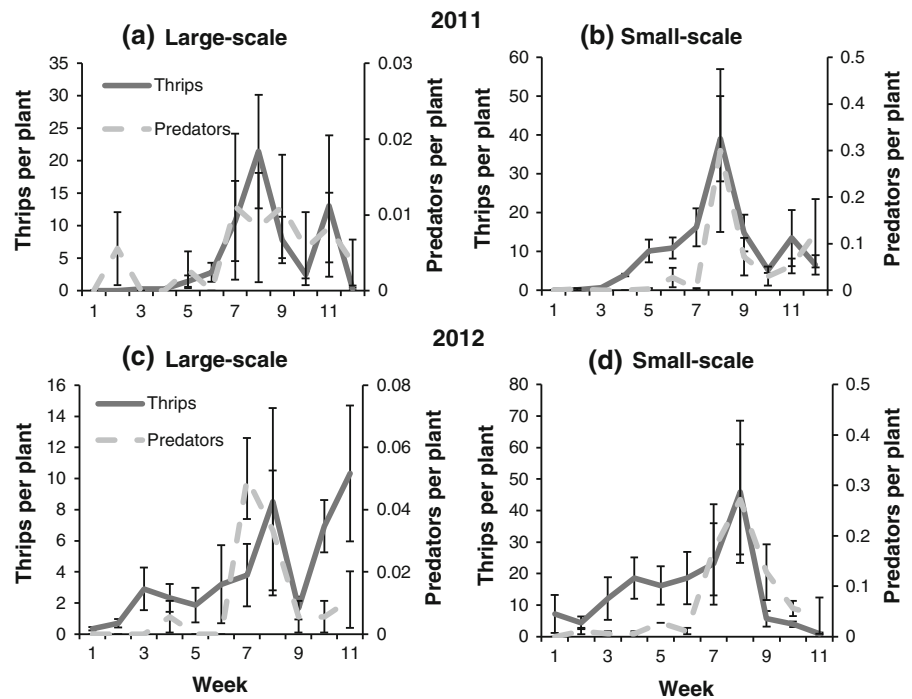 2011
(a) Large-scale
(b) Small-scale
Thrips per plant
35
30
25
20
15
10
5
0
Thrips
Predators
0.03
0.02
0.01
0
Predators per plant
1 3 5 7 9 11
Thrips per plant
60
50
40
30
20
10
0
0.5
0.4
0.3
0.2
0.1
0
Predators per plant
1 3 5 7 9 11
2012
(c) Large-scale
(d) Small-scale
Thrips per plant
16
14
12
10
8
6
4
2
0
Thrips
Predators
0.08
0.06
0.04
0.02
0
Predators per plant
1 3 5 7 9 11
Week
Thrips per plant
80
70
60
50
40
30
20
10
0
0.5
0.4
0.3
0.2
0.1
0
Predators per plant
1 3 5 7 9 11
Week